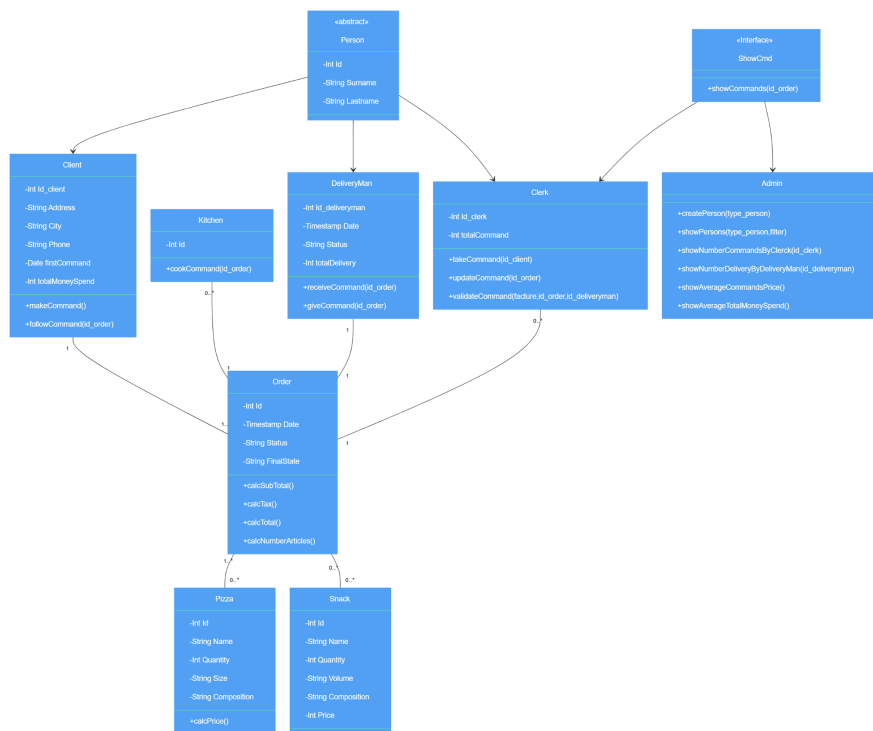 «abstract»
Person
-Int Id
-String Surname
-String Lastname
«Interface»
ShowCmd
+showCommands(id_order)
Client
-Int Id_client
-String Address
-String City
-String Phone
-Date firstCommand
-Int totalMoneySpend
+makeCommand()
+followCommand(id_order)
Kitchen
-Int Id
+cookCommand(id_order)
DeliveryMan
-Int Id_deliveryman
-Timestamp Date
-String Status
-Int totalDelivery
+receiveCommand(id_order)
+giveCommand(id_order)
Clerk
-Int Id_clerk
-Int totalCommand
+takeCommand(id_client)
+updateCommand(id_order)
+validateCommand(facture,id_order,id_deliveryman)
Admin
+createPerson(type_person)
+showPersons(type_person,filter)
+showNumberCommandsByClerck(id_clerk)
+showNumberDeliveryByDeliveryMan(id_deliveryman)
+showAverageCommandsPrice()
+showAverageTotalMoneySpend()
1
0..*
1
0..*
1
1
1..
1
Order
-Int Id
-Timestamp Date
-String Status
-String FinalState
+calcSubTotal()
+calcTax()
+calcTotal()
+calcNumberArticles()
1..*
0..*
0..*
0..*
Pizza
-Int Id
-String Name
-Int Quantity
-String Size
-String Composition
+calcPrice()
Snack
-Int Id
-String Name
-Int Quantity
-String Volume
-String Composition
-Int Price